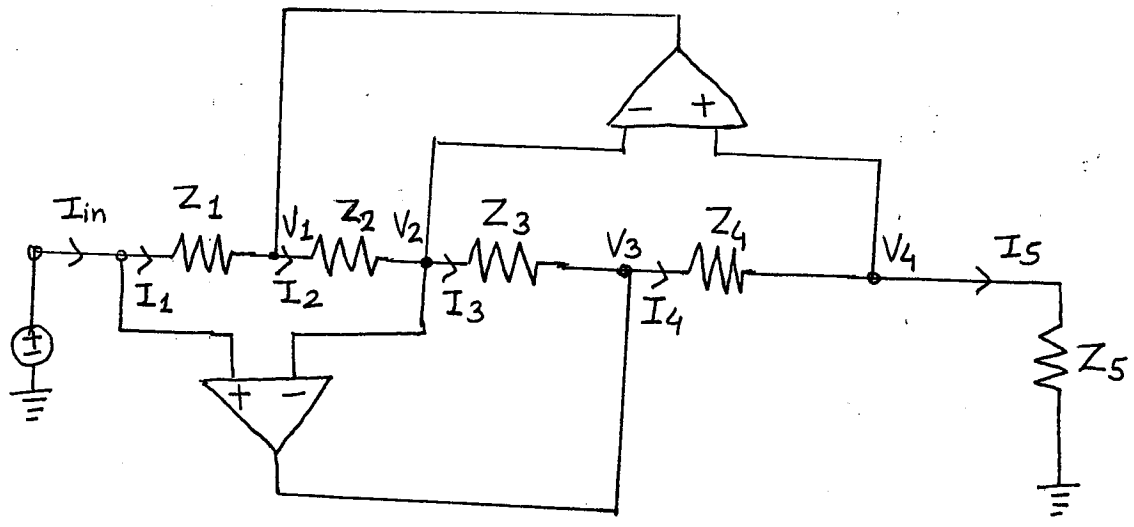 - +
Iin Z1 V1 Z2 V2 Z3 V3 Z4 V4 I5
I1 I2 I3 I4
+ - Z5
+ -